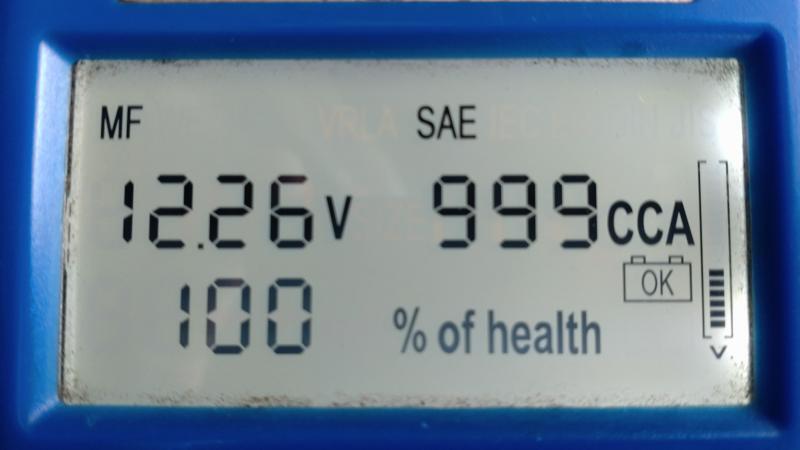 MF SAE
12.26 V 999 CCA
OK
100 % of health